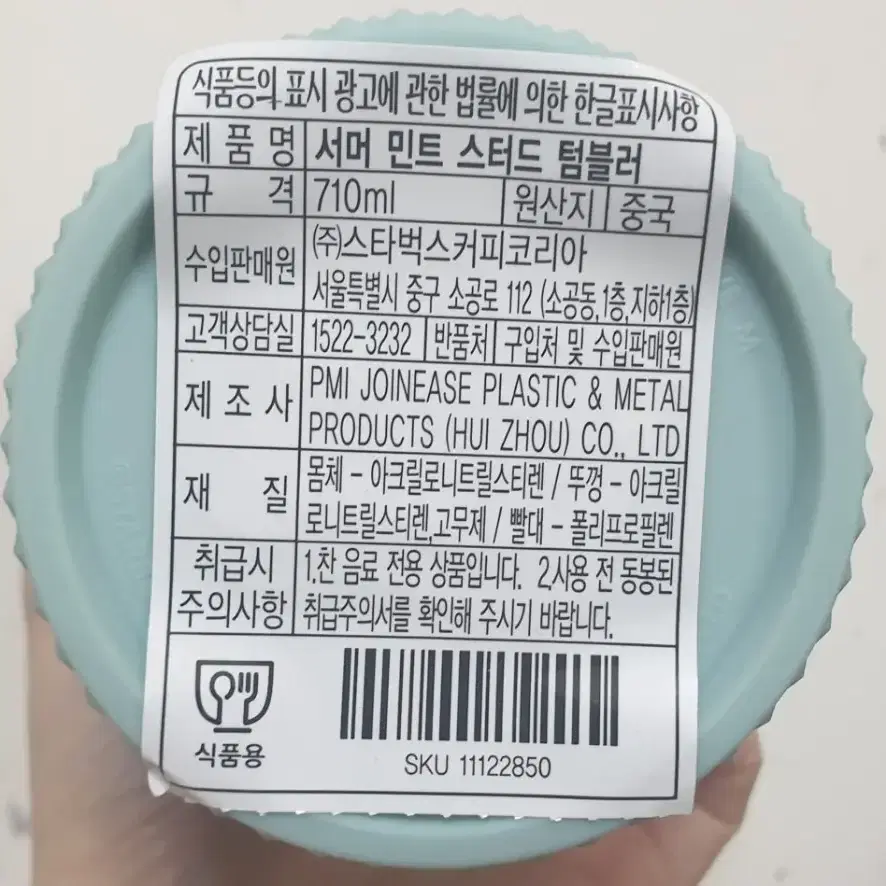 식품등의 표시 광고에 관한 법률에 의한 한글표시사항
제 품 명 서머 민트 스터드 텀블러
규 격 710ml 원산지 중국
수입판매원 (주)스타벅스커피코리아
서울특별시 중구 소공로 112 (소공동,1층,지하1층)
고객상담실 1522-3232 반품처 구입처 및 수입판매원
제 조 사 PMI JOINEASE PLASTIC & METAL
PRODUCTS (HUI ZHOU) CO., LTD
재 질 몸체 - 아크릴로니트릴스티렌 / 뚜껑 - 아크릴
로니트릴스티렌,고무제 / 빨대 - 폴리프로필렌
취급시 주의사항 1.찬 음료 전용 상품입니다. 2.사용 전 동봉된
취급주의서를 확인해 주시기 바랍니다.
식품용
SKU 11122850